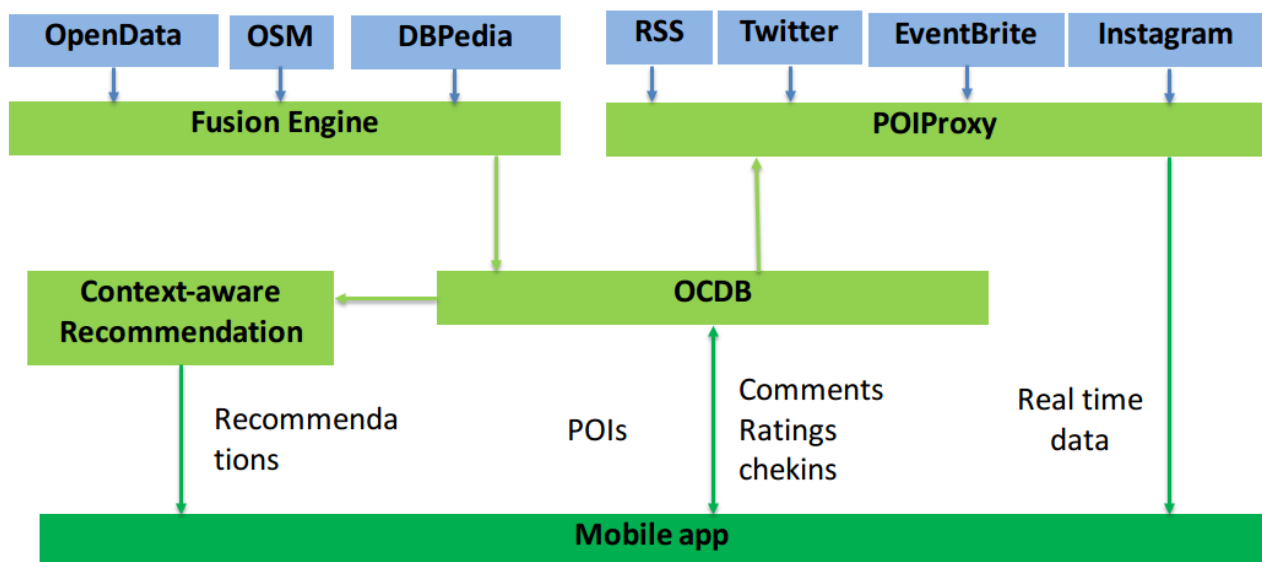 OpenData
OSM
DBPedia
RSS
Twitter
EventBrite
Instagram
Fusion Engine
POIProxy
Context-aware
Recommendation
OCDB
Recommenda
tions
POIs
Comments
Ratings
chekins
Real time
data
Mobile app